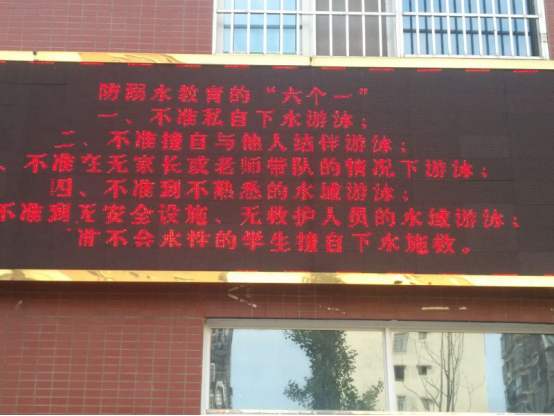 防溺水教育的“六个一”
一、不准私自下水游泳；
二、不准擅自与他人结伴游泳；
、不准在无家长或老师带队的情况下游泳；
四、不准到不熟悉的水域游泳；
不准到无安全设施、无救护人员的水域游泳；
不会水性的学生擅自下水施救。